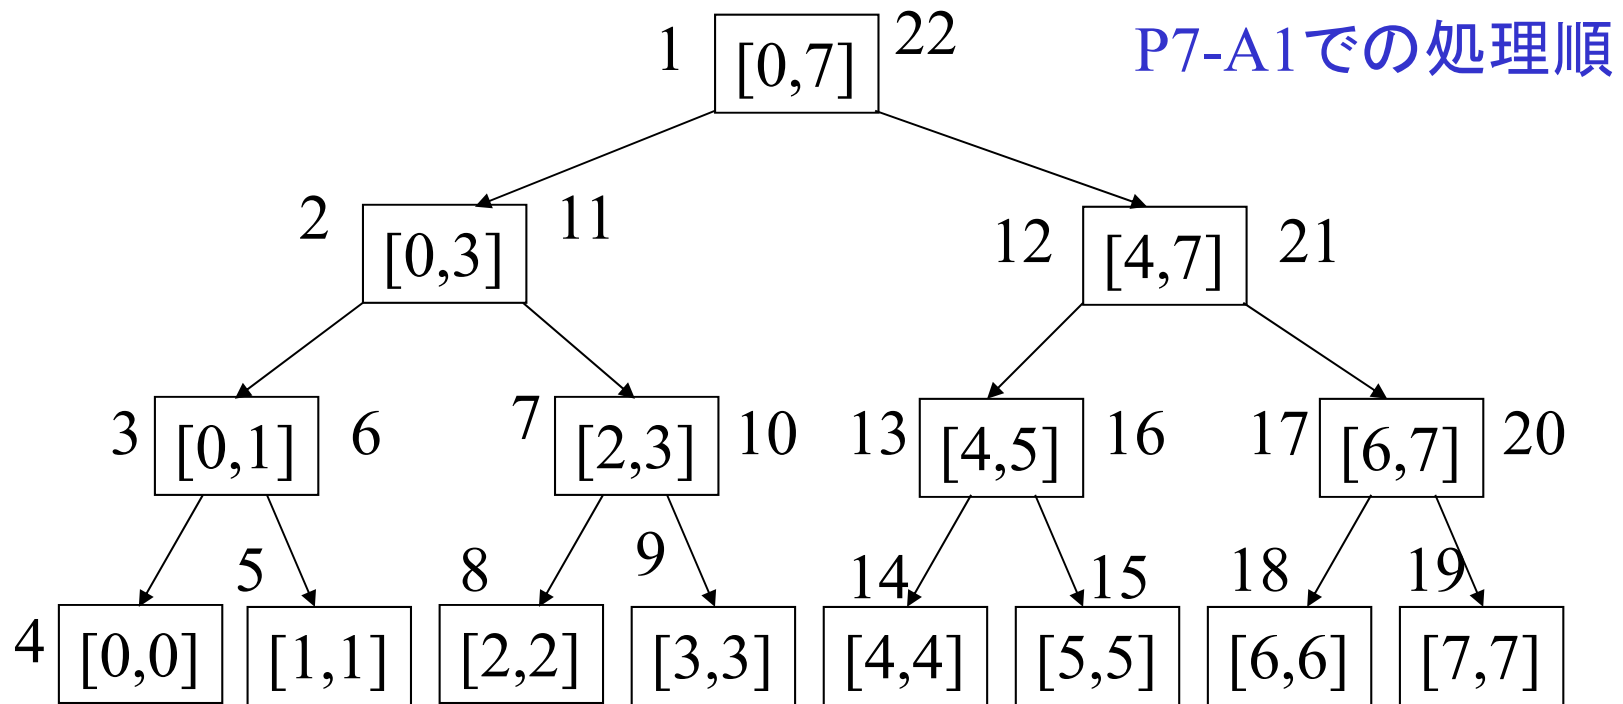 P7-A1での処理順
1 [0,7] 22
2 [0,3] 11 12 [4,7] 21
3 [0,1] 6 7 [2,3] 10 13 [4,5] 16 17 [6,7] 20
5 8 9 14 15 18 19
4 [0,0] [1,1] [2,2] [3,3] [4,4] [5,5] [6,6] [7,7]